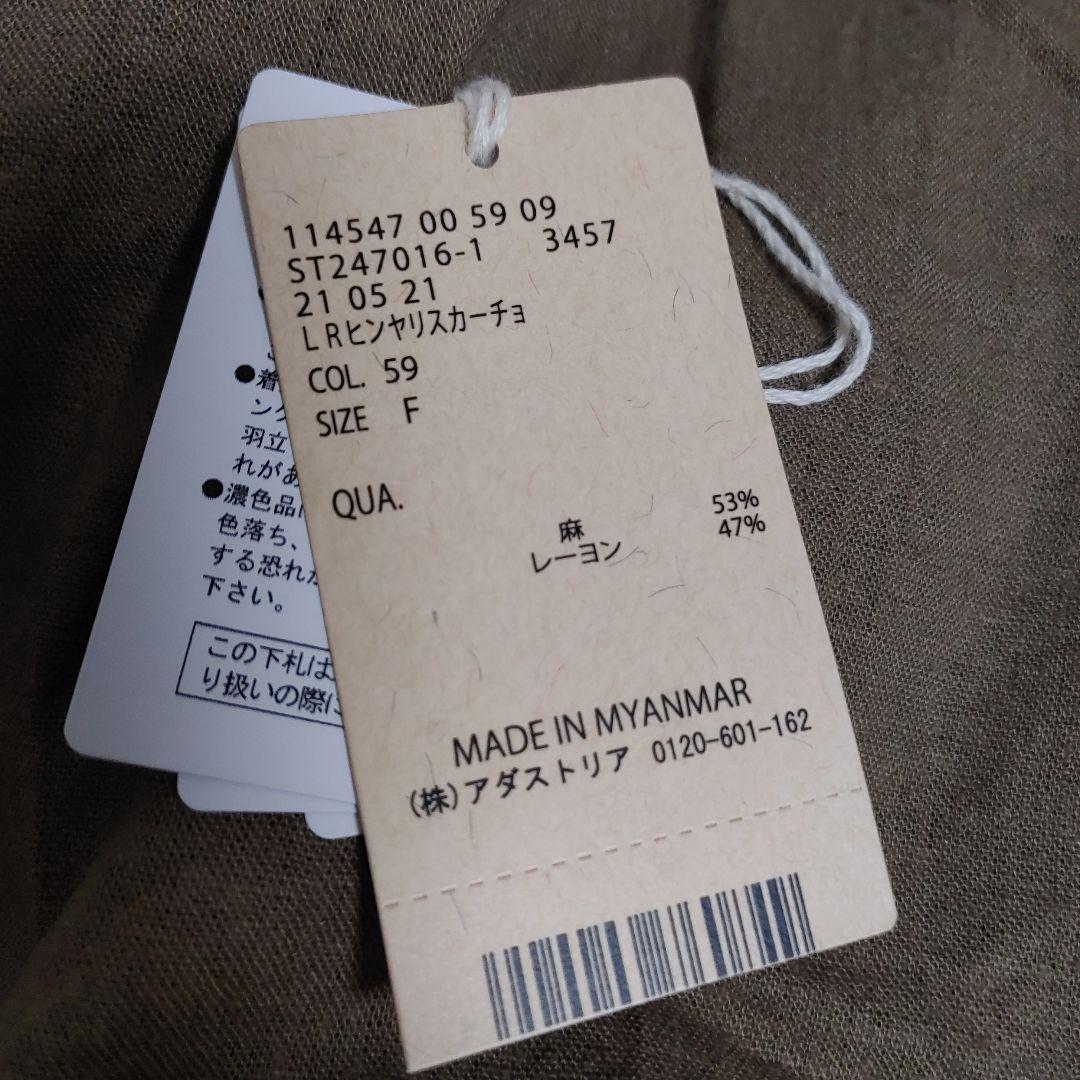 114547 00 59 09
ST247016-1 3457
21 05 21
LRヒンヤリスカーチョ
COL. 59
SIZE F
QUA.
麻 53%
レーヨン 47%
MADE IN MYANMAR
(株)アダストリア 0120-601-162
●着
ング
羽立
れがあ
●濃色品
色落ち、
する恐れが
下さい。
この下札は
り扱いの際に